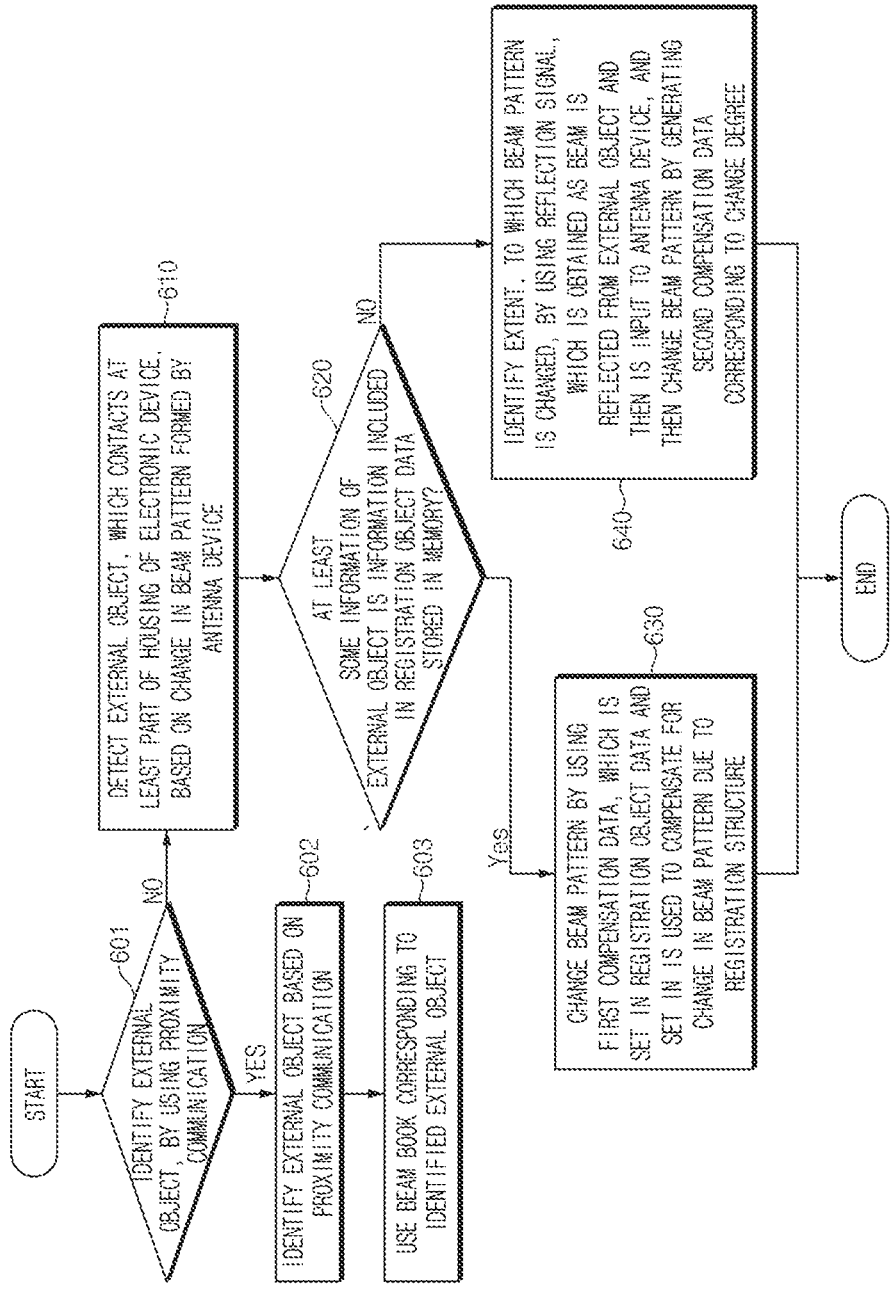 START
601
IDENTIFY EXTERNAL
OBJECT, BY USING PROXIMITY
COMMUNICATION
NO
YES
602
IDENTIFY EXTERNAL OBJECT BASED ON
PROXIMITY COMMUNICATION
603
USE BEAM BOOK CORRESPONDING TO
IDENTIFIED EXTERNAL OBJECT
610
DETECT EXTERNAL OBJECT, WHICH CONTACTS AT
LEAST PART OF HOUSING OF ELECTRONIC DEVICE,
BASED ON CHANGE IN BEAM PATTERN FORMED BY
ANTENNA DEVICE
620
AT LEAST
SOME INFORMATION OF
EXTERNAL OBJECT IS INFORMATION INCLUDED
IN REGISTRATION OBJECT DATA
STORED IN MEMORY?
NO
Yes
630
CHANGE BEAM PATTERN BY USING
FIRST COMPENSATION DATA, WHICH IS
SET IN REGISTRATION OBJECT DATA AND
SET IN IS USED TO COMPENSATE FOR
CHANGE IN BEAM PATTERN DUE TO
REGISTRATION STRUCTURE
640
IDENTIFY EXTENT, TO WHICH BEAM PATTERN
IS CHANGED, BY USING REFLECTION SIGNAL,
WHICH IS OBTAINED AS BEAM IS
REFLECTED FROM EXTERNAL OBJECT AND
THEN IS INPUT TO ANTENNA DEVICE, AND
THEN CHANGE BEAM PATTERN BY GENERATING
SECOND COMPENSATION DATA
CORRESPONDING TO CHANGE DEGREE
END